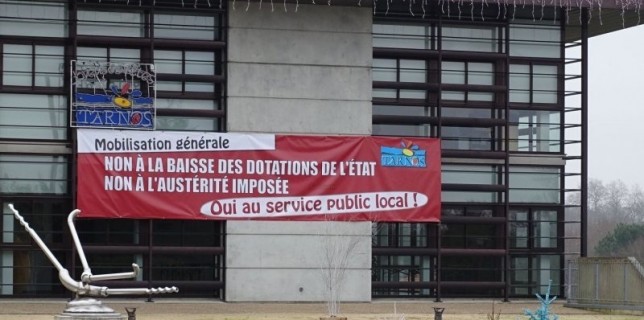 TARNOS
Mobilisation générale
NON À LA BAISSE DES DOTATIONS DE L'ÉTAT
NON À L'AUSTÉRITÉ IMPOSÉE
Oui au service public local !
TARNOS